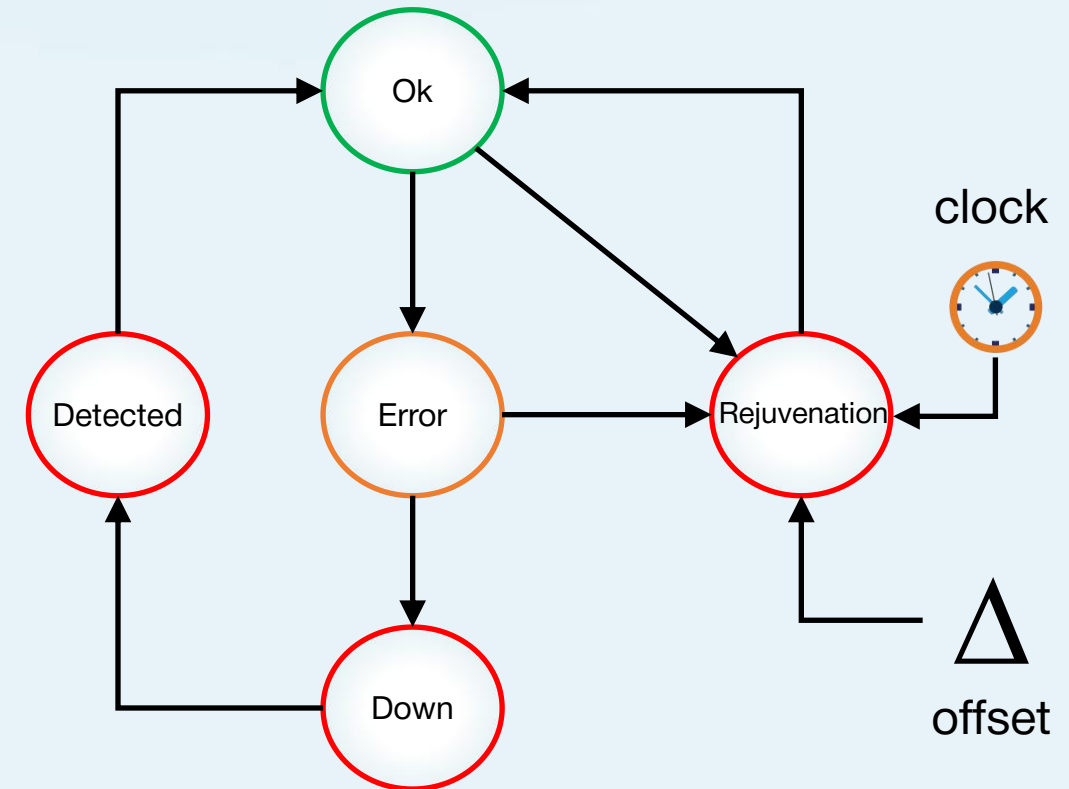 Ok
clock
Detected
Error
Rejuvenation
Δ
Down
offset